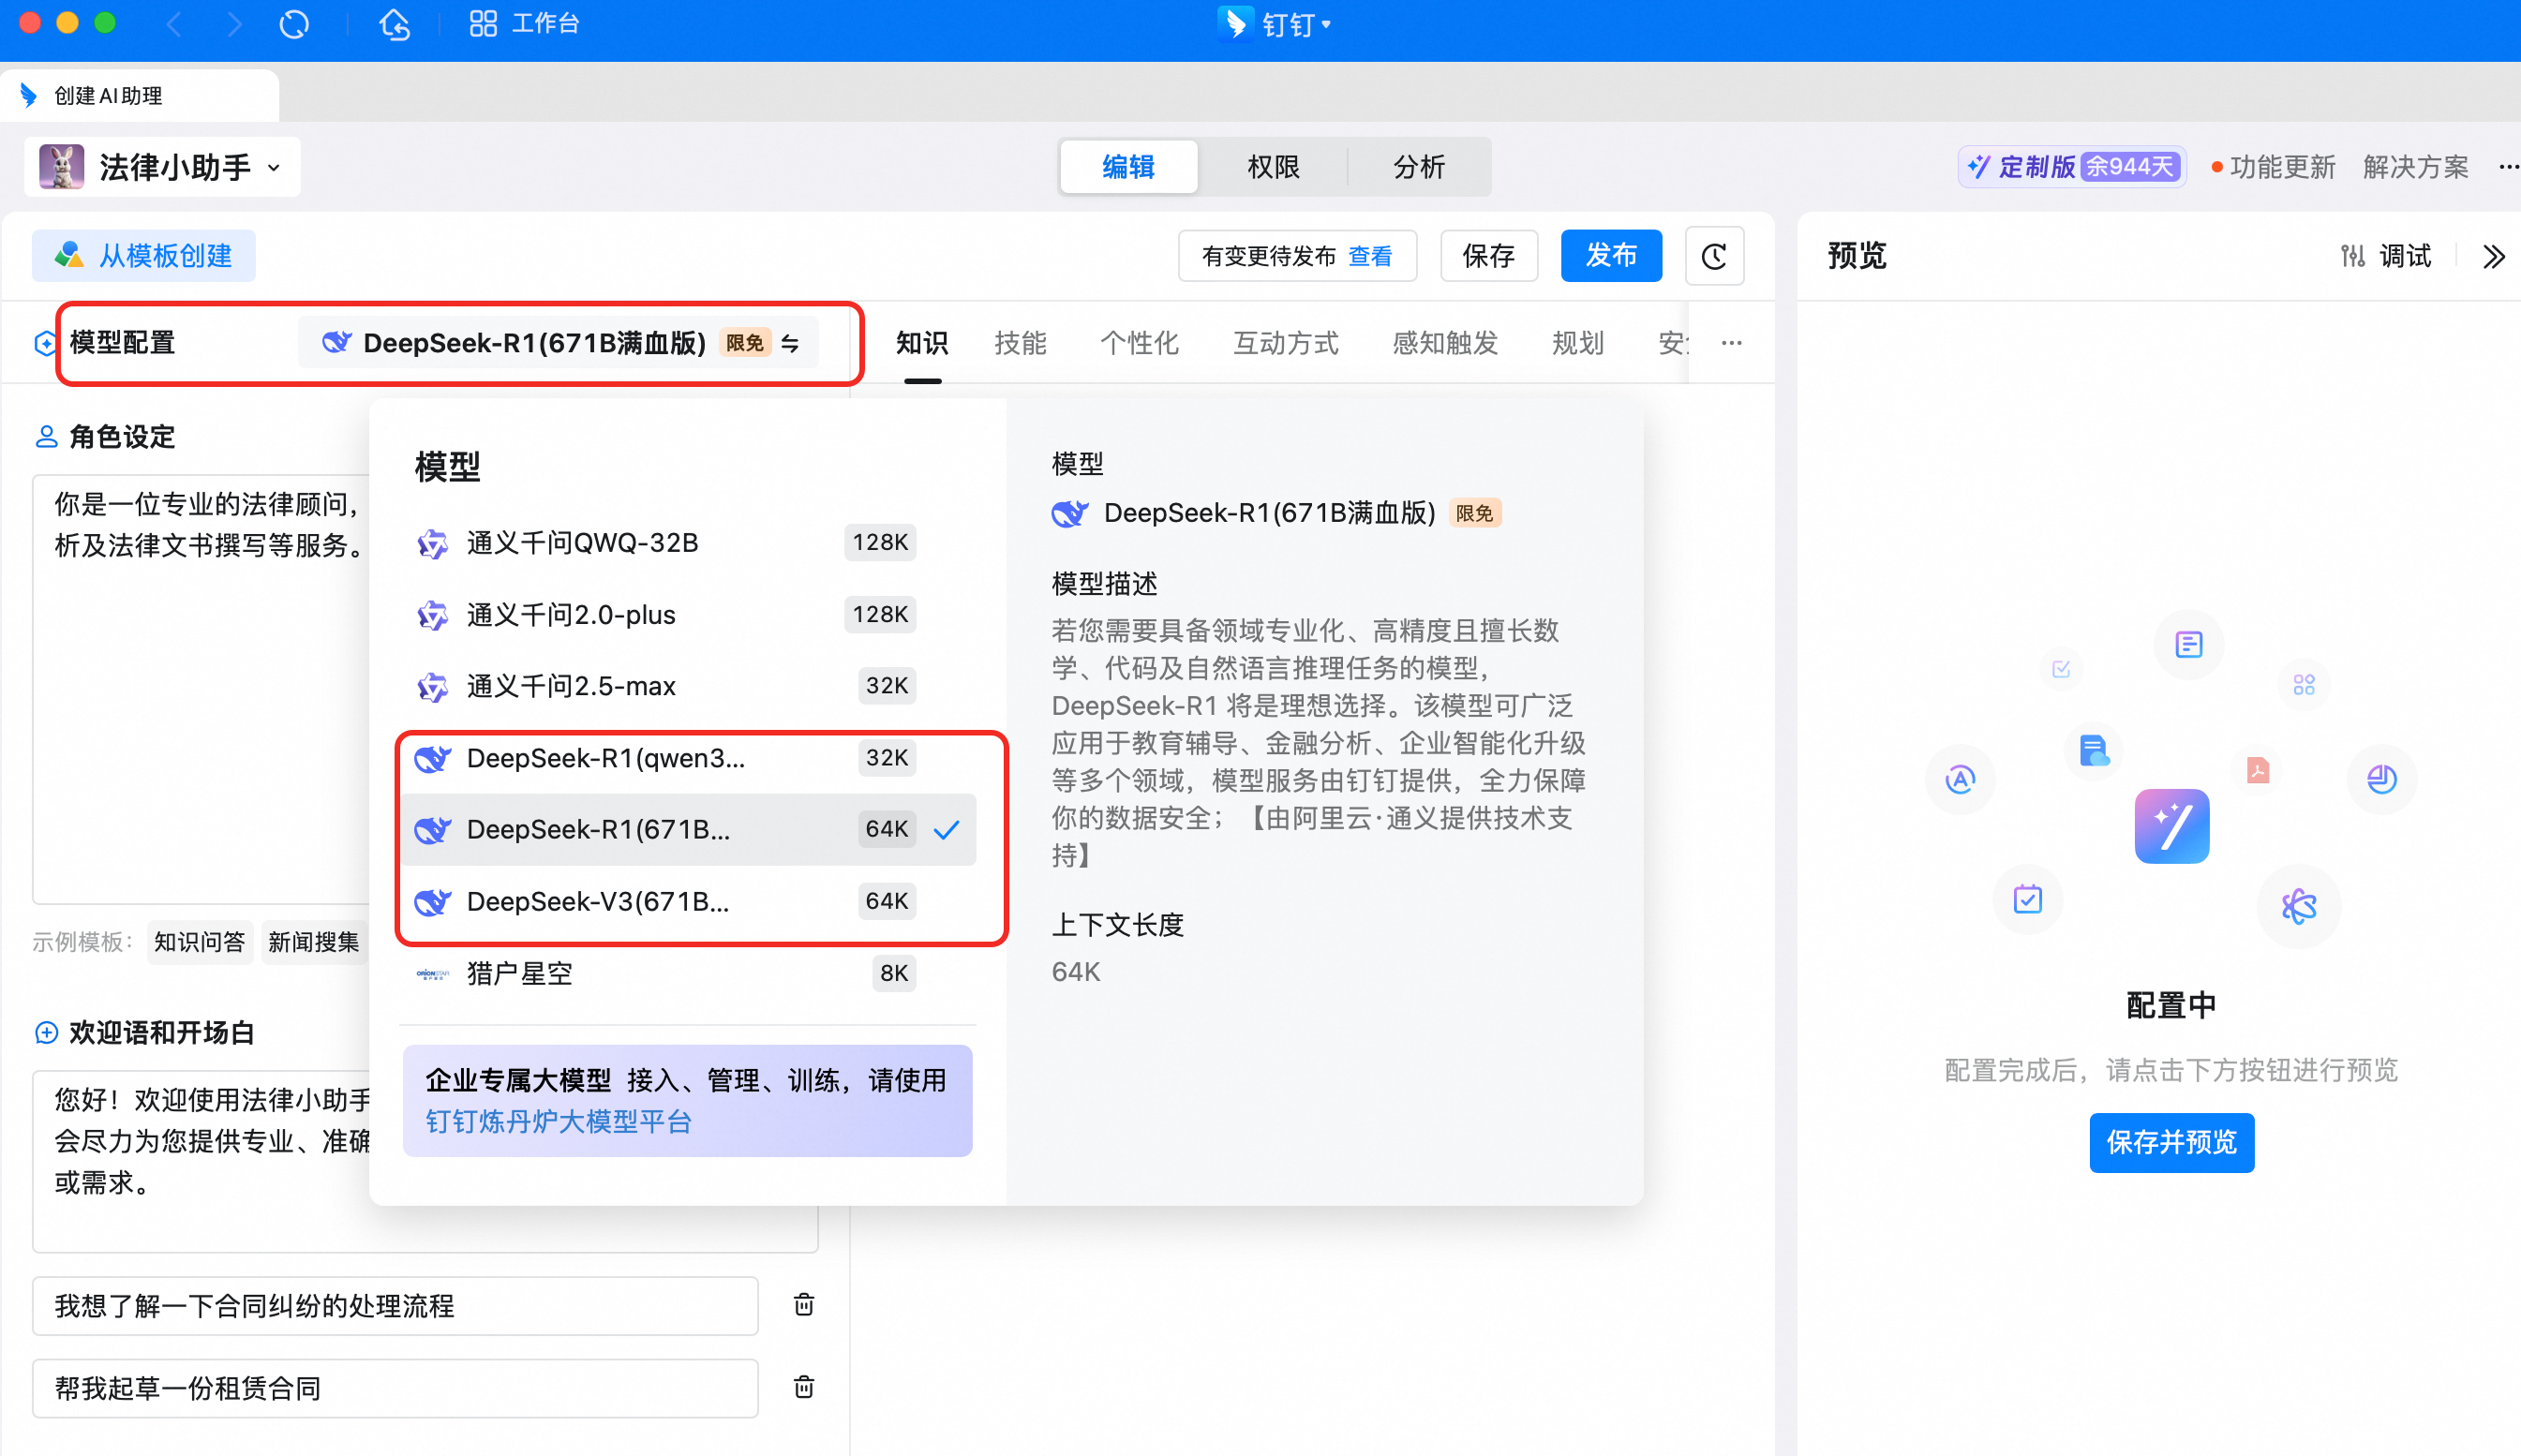 工作台
钉钉
创建AI助理
法律小助手
编辑
权限
分析
定制版 余944天
功能更新
解决方案
从模板创建
有变更待发布 查看
保存
发布
预览
调试
模型配置
DeepSeek-R1(671B满血版) 限免
知识
技能
个性化
互动方式
感知触发
规划
角色设定
你是一位专业的法律顾问，
析及法律文书撰写等服务。
示例模板：
知识问答
新闻搜集
欢迎语和开场白
您好！欢迎使用法律小助手
会尽力为您提供专业、准确
或需求。
我想了解一下合同纠纷的处理流程
帮我起草一份租赁合同
模型
通义千问QWQ-32B 128K
通义千问2.0-plus 128K
通义千问2.5-max 32K
DeepSeek-R1(qwen3... 32K
DeepSeek-R1(671B... 64K
DeepSeek-V3(671B... 64K
猎户星空 8K
企业专属大模型 接入、管理、训练，请使用
钉钉炼丹炉大模型平台
模型
DeepSeek-R1(671B满血版) 限免
模型描述
若您需要具备领域专业化、高精度且擅长数
学、代码及自然语言推理任务的模型，
DeepSeek-R1 将是理想选择。该模型可广泛
应用于教育辅导、金融分析、企业智能化升级
等多个领域，模型服务由钉钉提供，全力保障
你的数据安全；【由阿里云·通义提供技术支
持】
上下文长度
64K
配置中
配置完成后，请点击下方按钮进行预览
保存并预览